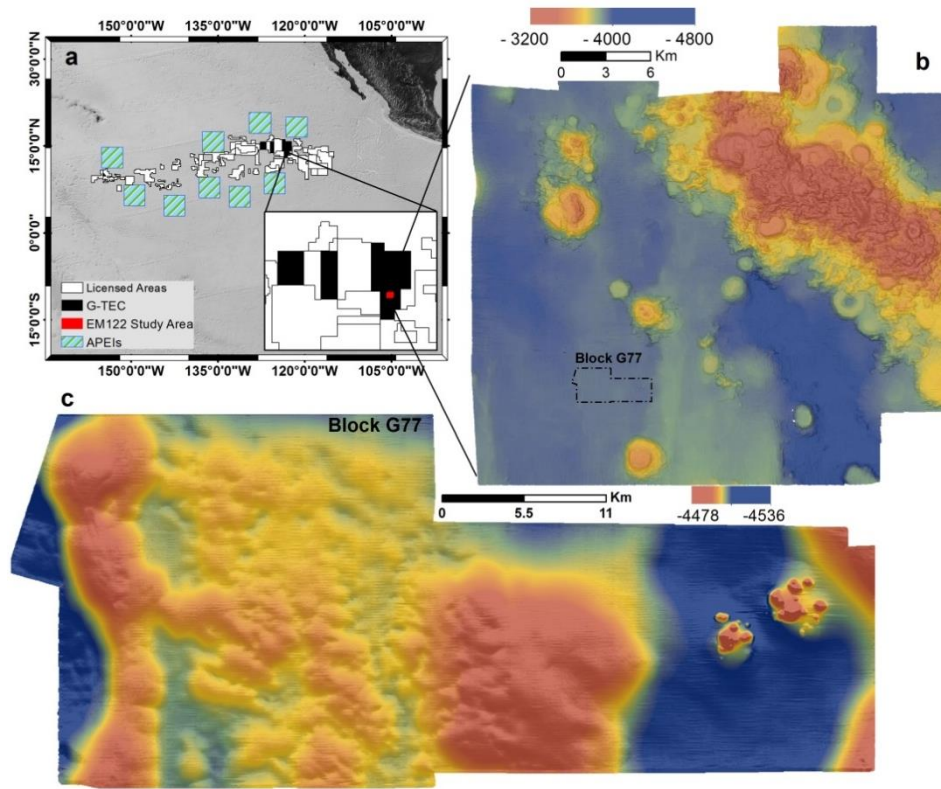 150°0'0"W 135°0'0"W 120°0'0"W 105°0'0"W
a
30°0'0"N
15°0'0"N
0°0'0"
15°0'0"S
Licensed Areas
G-TEC
EM122 Study Area
APEIs
150°0'0"W 135°0'0"W 120°0'0"W 105°0'0"W
- 3200 - 4000 - 4800
Km
0 3 6
b
Block G77
c
Block G77
Km
0 5.5 11
-4478 -4536